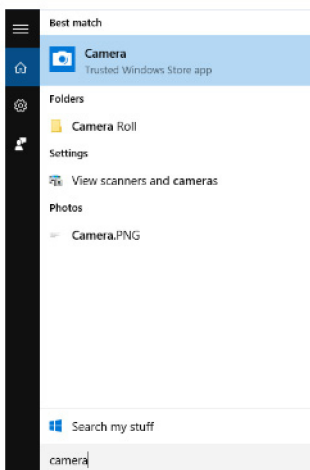 Best match
Camera
Trusted Windows Store app
Folders
Camera Roll
Settings
View scanners and cameras
Photos
Camera.PNG
Search my stuff
camera